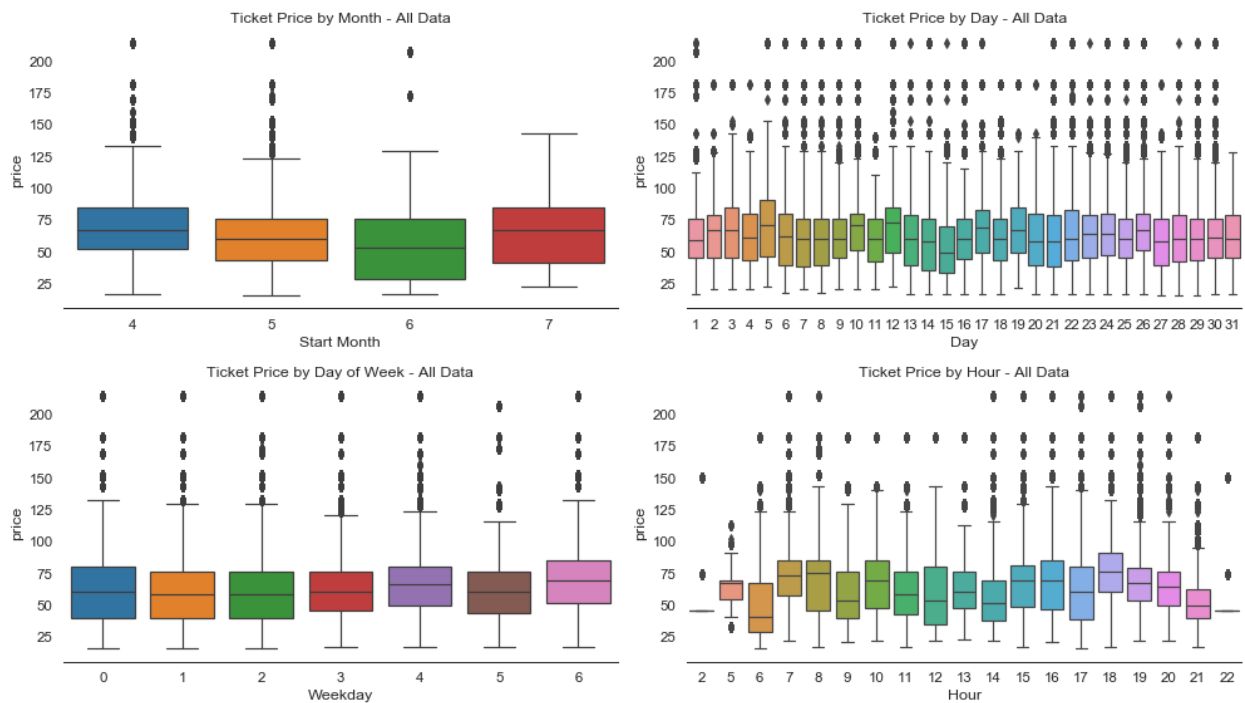 Ticket Price by Month - All Data
200
175
150
125
100
75
50
25
price
4 5 6 7
Start Month
Ticket Price by Day - All Data
200
175
150
125
100
75
50
25
price
1 2 3 4 5 6 7 8 9 10 11 12 13 14 15 16 17 18 19 20 21 22 23 24 25 26 27 28 29 30 31
Day
Ticket Price by Day of Week - All Data
200
175
150
125
100
75
50
25
price
0 1 2 3 4 5 6
Weekday
Ticket Price by Hour - All Data
200
175
150
125
100
75
50
25
price
2 5 6 7 8 9 10 11 12 13 14 15 16 17 18 19 20 21 22
Hour